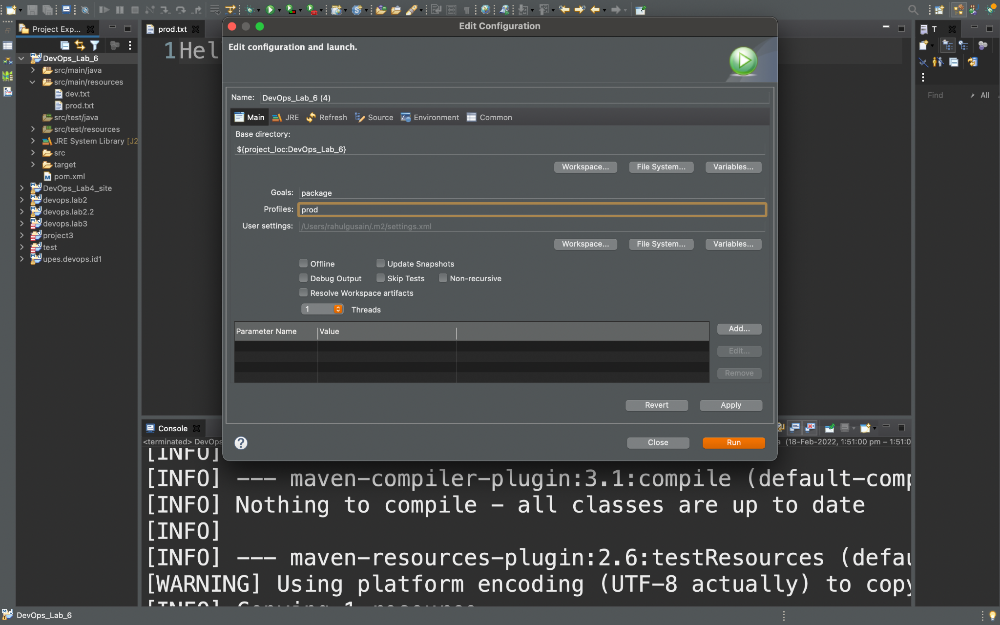 Project Exp...
prod.txt
Edit Configuration
T
1 Hel
Edit configuration and launch.
DevOps_Lab_6
src/main/java
src/main/resources
dev.txt
prod.txt
src/test/java
src/test/resources
JRE System Library [J2
src
target
pom.xml
DevOps_Lab4_site
devops.lab2
devops.lab2.2
devops.lab3
project3
test
upes.devops.id1
Name: DevOps_Lab_6 (4)
Main JRE Refresh Source Environment Common
Base directory:
${project_loc:DevOps_Lab_6}
Workspace... File System... Variables...
Goals: package
Profiles: prod
User settings: /Users/rahulgusain/.m2/settings.xml
Workspace... File System... Variables...
Offline Update Snapshots
Debug Output Skip Tests Non-recursive
Resolve Workspace artifacts
1 Threads
Parameter Name Value
Add...
Edit...
Remove
Revert Apply
Close Run
Find All
Console
<terminated> DevOps (18-Feb-2022, 1:51:00 pm – 1:51:0
[INFO]
[INFO] --- maven-compiler-plugin:3.1:compile (default-comp
[INFO] Nothing to compile - all classes are up to date
[INFO]
[INFO] --- maven-resources-plugin:2.6:testResources (defau
[WARNING] Using platform encoding (UTF-8 actually) to copy
[INFO] Copying 1 resource
DevOps_Lab_6